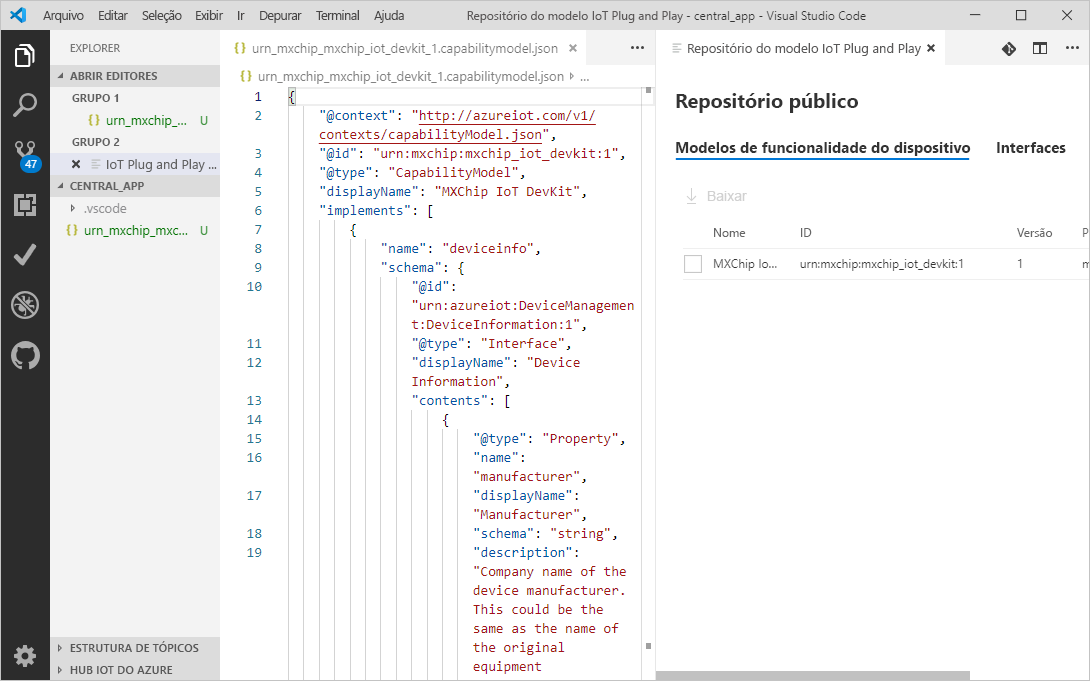 Arquivo Editar Seleção Exibir Ir Depurar Terminal Ajuda Repositório do modelo IoT Plug and Play - central_app - Visual Studio Code
EXPLORER
ABRIR EDITORES
GRUPO 1
{} urn_mxchip_... U
GRUPO 2
IoT Plug and Play ...
CENTRAL_APP
.vscode
{} urn_mxchip_mxc... U
47
ESTRUTURA DE TÓPICOS
HUB IOT DO AZURE
{} urn_mxchip_mxchip_iot_devkit_1.capabilitymodel.json
{} urn_mxchip_mxchip_iot_devkit_1.capabilitymodel.json ...
1 {
2 "@context": "http://azureiot.com/v1/
contexts/capabilityModel.json",
3 "@id": "urn:mxchip:mxchip_iot_devkit:1",
4 "@type": "CapabilityModel",
5 "displayName": "MXChip IoT DevKit",
6 "implements": [
7 {
8 "name": "deviceinfo",
9 "schema": {
10 "@id":
"urn:azureiot:DeviceManagemen
t:DeviceInformation:1",
11 "@type": "Interface",
12 "displayName": "Device
Information",
13 "contents": [
14 {
15 "@type": "Property",
16 "name":
"manufacturer",
17 "displayName":
"Manufacturer",
18 "schema": "string",
19 "description":
"Company name of the
device manufacturer.
This could be the
same as the name of
the original
equipment
Repositório do modelo IoT Plug and Play
Repositório público
Modelos de funcionalidade do dispositivo Interfaces
Baixar
Nome ID Versão P
MXChip Io... urn:mxchip:mxchip_iot_devkit:1 1 m